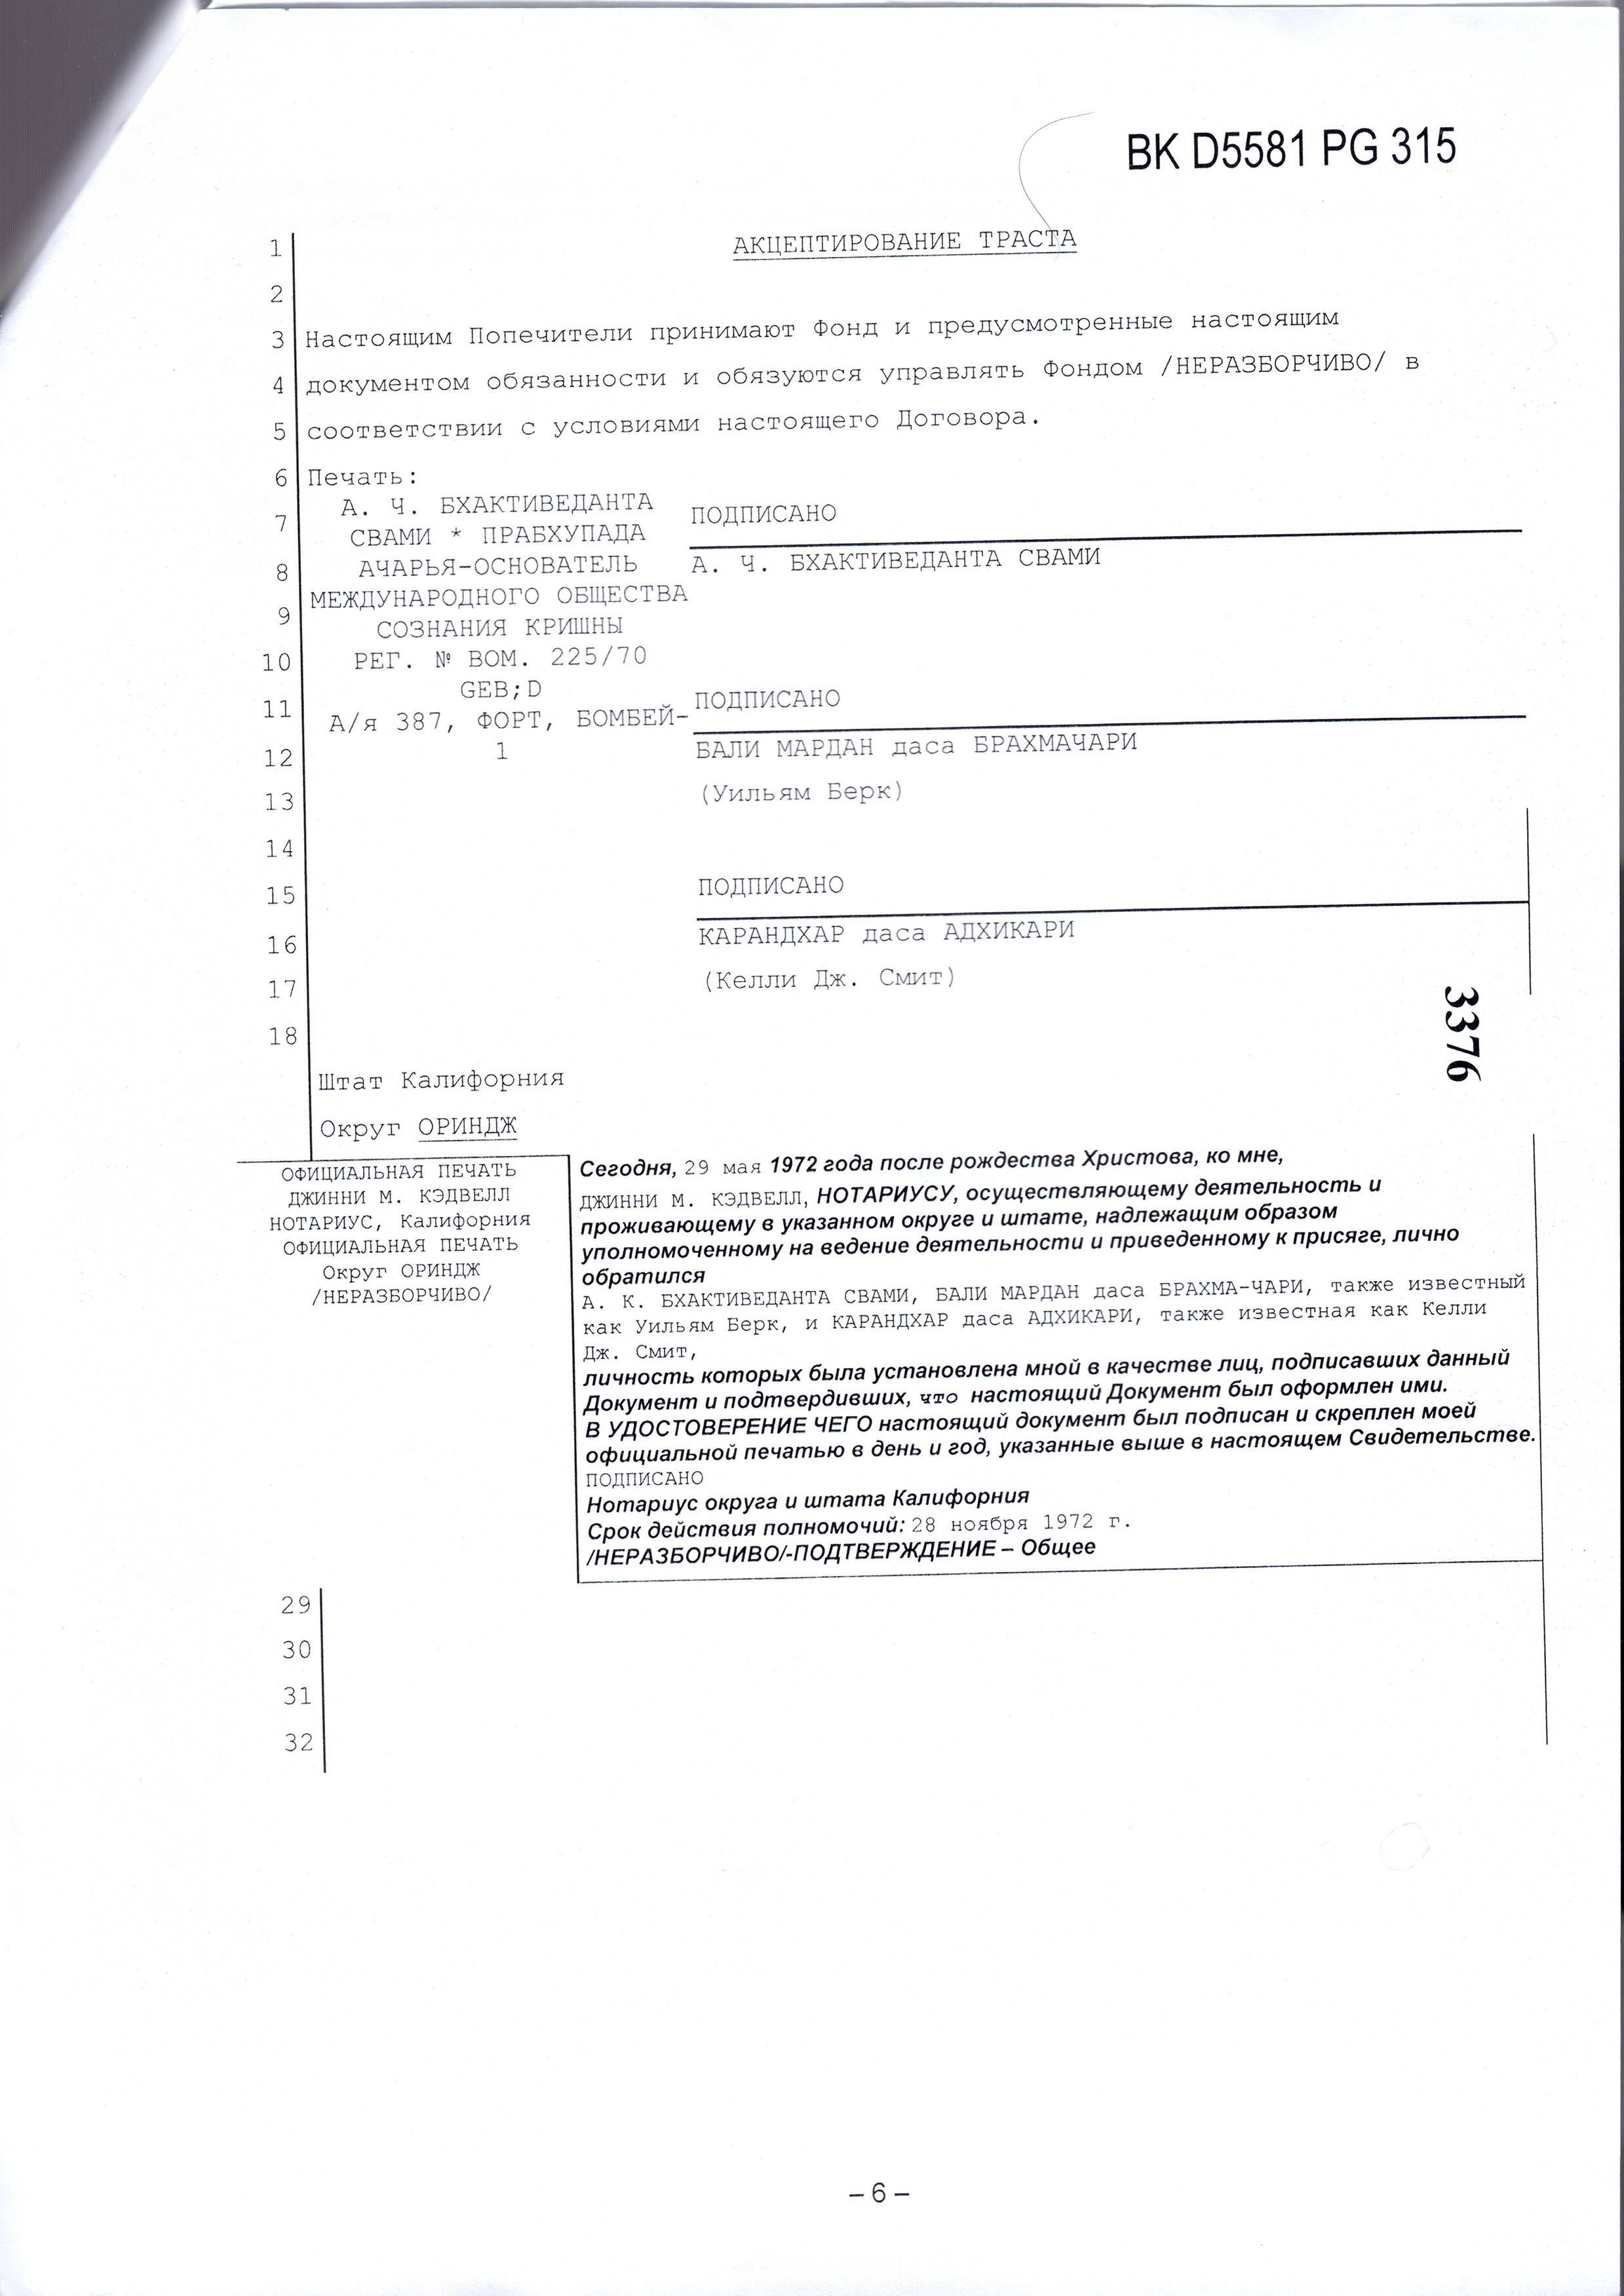 BK D5581 PG 315
1 АКЦЕПТИРОВАНИЕ ТРАСТА
2
3 Настоящим Попечители принимают Фонд и предусмотренные настоящим
4 документом обязанности и обязуются управлять Фондом /НЕРАЗБОРЧИВО/ в
5 соответствии с условиями настоящего Договора.
6 Печать:
А. Ч. БХАКТИВЕДАНТА
7 ПОДПИСАНО
СВАМИ * ПРАБХУПАДА
8 АЧАРЬЯ-ОСНОВАТЕЛЬ А. Ч. БХАКТИВЕДАНТА СВАМИ
МЕЖДУНАРОДНОГО ОБЩЕСТВА
9
СОЗНАНИЯ КРИШНЫ
10 РЕГ. № BOM. 225/70
GEB;D
11 ПОДПИСАНО
А/я 387, ФОРТ, БОМБЕЙ-
12 1 БАЛИ МАРДАН даса БРАХМАЧАРИ
13 (Уильям Берк)
14
15 ПОДПИСАНО
16 КАРАНДХАР даса АДХИКАРИ
17 (Келли Дж. Смит)
3376
18
Штат Калифорния
Округ ОРИНДЖ
ОФИЦИАЛЬНАЯ ПЕЧАТЬ
ДЖИННИ М. КЭДВЕЛЛ
НОТАРИУС, Калифорния
ОФИЦИАЛЬНАЯ ПЕЧАТЬ
Округ ОРИНДЖ
/НЕРАЗБОРЧИВО/
Сегодня, 29 мая 1972 года после рождества Христова, ко мне,
ДЖИННИ М. КЭДВЕЛЛ, НОТАРИУСУ, осуществляющему деятельность и
проживающему в указанном округе и штате, надлежащим образом
уполномоченному на ведение деятельности и приведенному к присяге, лично
обратился
А. К. БХАКТИВЕДАНТА СВАМИ, БАЛИ МАРДАН даса БРАХМА-ЧАРИ, также известный
как Уильям Берк, и КАРАНДХАР даса АДХИКАРИ, также известная как Келли
Дж. Смит,
личность которых была установлена мной в качестве лиц, подписавших данный
Документ и подтвердивших, что настоящий Документ был оформлен ими.
В УДОСТОВЕРЕНИЕ ЧЕГО настоящий документ был подписан и скреплен моей
официальной печатью в день и год, указанные выше в настоящем Свидетельстве.
ПОДПИСАНО
Нотариус округа и штата Калифорния
Срок действия полномочий: 28 ноября 1972 г.
/НЕРАЗБОРЧИВО/-ПОДТВЕРЖДЕНИЕ – Общее
29
30
31
32
– 6 –